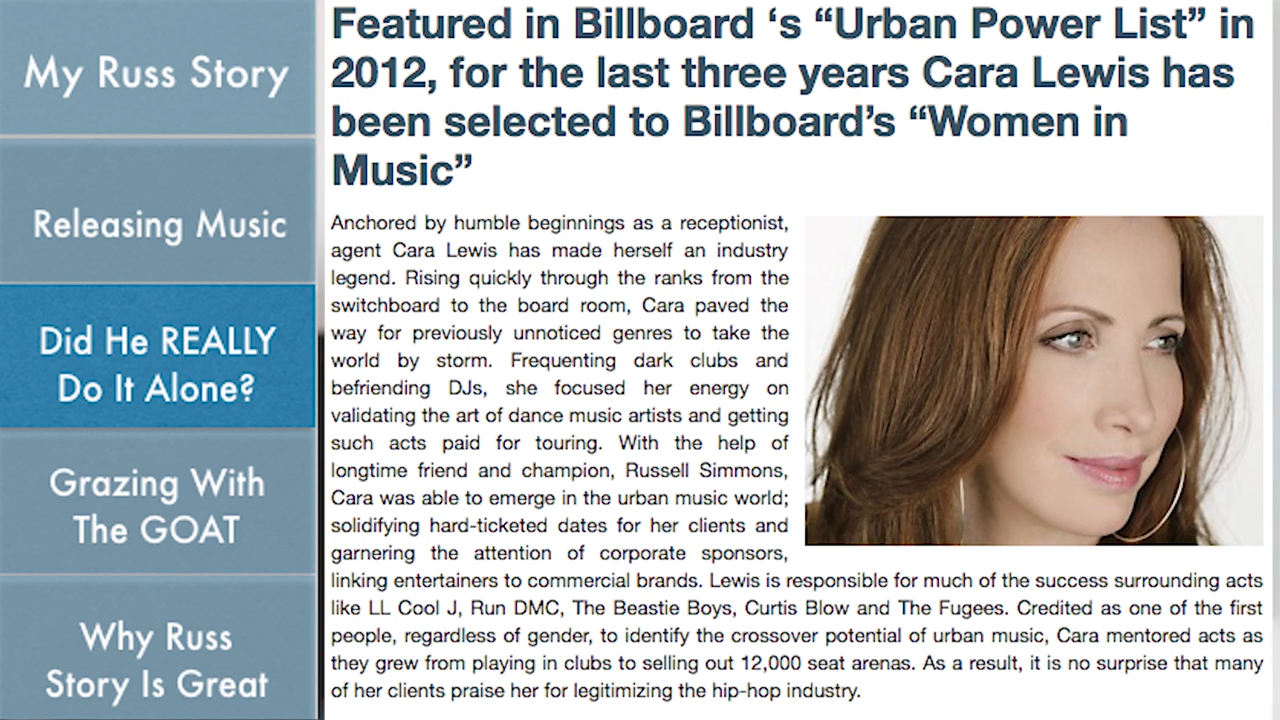 My Russ Story
Releasing Music
Did He REALLY
Do It Alone?
Grazing With
The GOAT
Why Russ
Story Is Great
Featured in Billboard ‘s “Urban Power List” in
2012, for the last three years Cara Lewis has
been selected to Billboard’s “Women in
Music”
Anchored by humble beginnings as a receptionist,
agent Cara Lewis has made herself an industry
legend. Rising quickly through the ranks from the
switchboard to the board room, Cara paved the
way for previously unnoticed genres to take the
world by storm. Frequenting dark clubs and
befriending DJs, she focused her energy on
validating the art of dance music artists and getting
such acts paid for touring. With the help of
longtime friend and champion, Russell Simmons,
Cara was able to emerge in the urban music world;
solidifying hard-ticketed dates for her clients and
garnering the attention of corporate sponsors,
linking entertainers to commercial brands. Lewis is responsible for much of the success surrounding acts
like LL Cool J, Run DMC, The Beastie Boys, Curtis Blow and The Fugees. Credited as one of the first
people, regardless of gender, to identify the crossover potential of urban music, Cara mentored acts as
they grew from playing in clubs to selling out 12,000 seat arenas. As a result, it is no surprise that many
of her clients praise her for legitimizing the hip-hop industry.